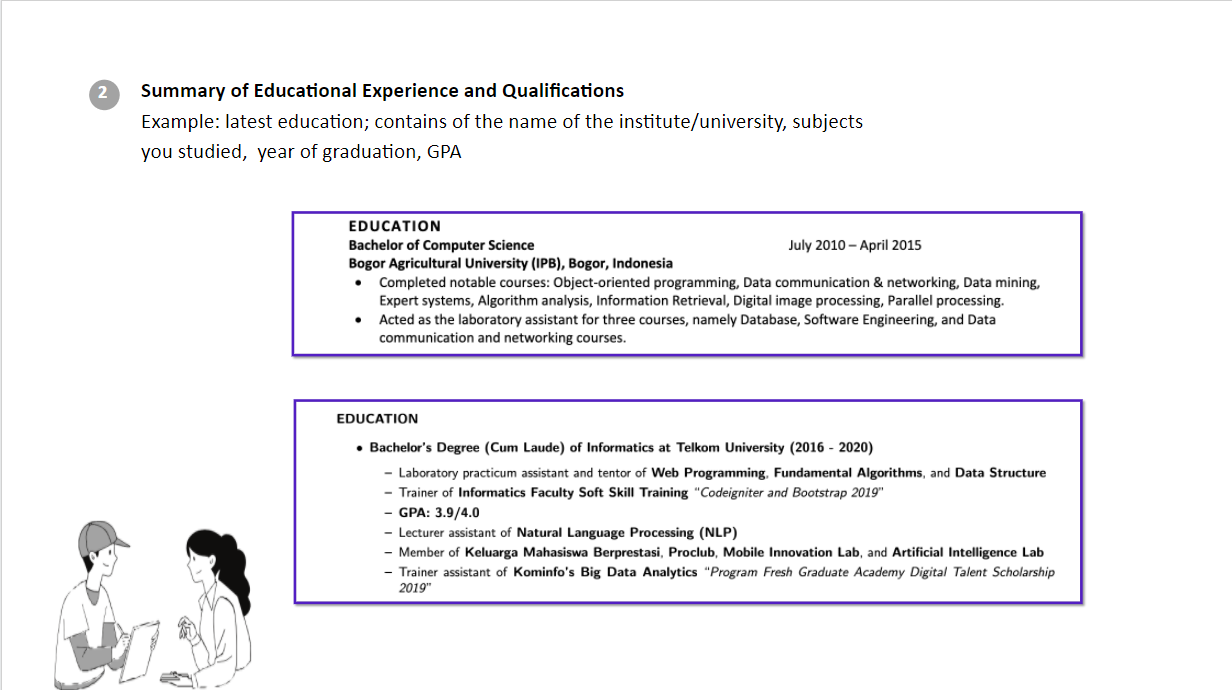 2
Summary of Educational Experience and Qualifications
Example: latest education; contains of the name of the institute/university, subjects
you studied,  year of graduation, GPA
EDUCATION
Bachelor of Computer Science July 2010 – April 2015
Bogor Agricultural University (IPB), Bogor, Indonesia
• Completed notable courses: Object-oriented programming, Data communication & networking, Data mining,
Expert systems, Algorithm analysis, Information Retrieval, Digital image processing, Parallel processing.
• Acted as the laboratory assistant for three courses, namely Database, Software Engineering, and Data
communication and networking courses.
EDUCATION
• Bachelor's Degree (Cum Laude) of Informatics at Telkom University (2016 - 2020)
– Laboratory practicum assistant and tentor of Web Programming, Fundamental Algorithms, and Data Structure
– Trainer of Informatics Faculty Soft Skill Training "Codeigniter and Bootstrap 2019"
– GPA: 3.9/4.0
– Lecturer assistant of Natural Language Processing (NLP)
– Member of Keluarga Mahasiswa Berprestasi, Proclub, Mobile Innovation Lab, and Artificial Intelligence Lab
– Trainer assistant of Kominfo's Big Data Analytics "Program Fresh Graduate Academy Digital Talent Scholarship
2019"